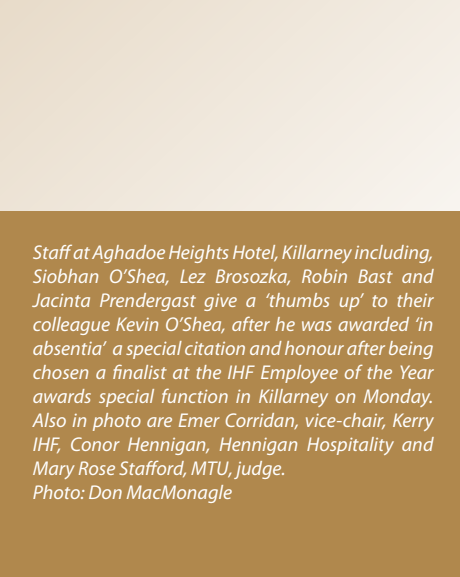 Staff at Aghadoe Heights Hotel, Killarney including,
Siobhan O’Shea, Lez Brosozka, Robin Bast and
Jacinta Prendergast give a ‘thumbs up’ to their
colleague Kevin O’Shea, after he was awarded ‘in
absentia’ a special citation and honour after being
chosen a finalist at the IHF Employee of the Year
awards special function in Killarney on Monday.
Also in photo are Emer Corridan, vice-chair, Kerry
IHF, Conor Hennigan, Hennigan Hospitality and
Mary Rose Stafford, MTU, judge.
Photo: Don MacMonagle